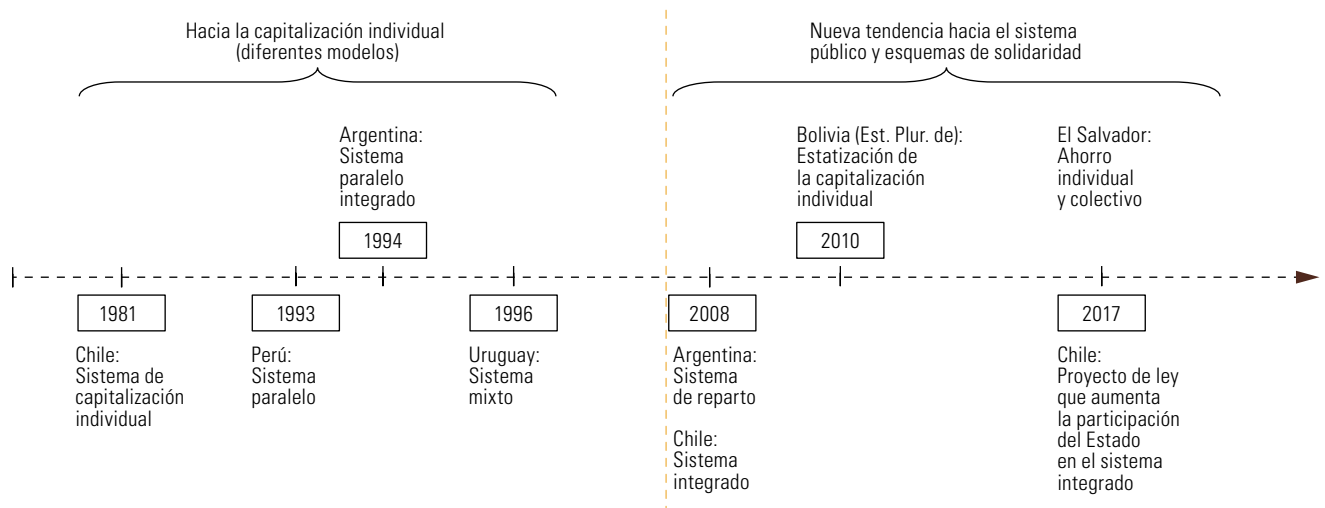 Hacia la capitalización individual
(diferentes modelos)
Nueva tendencia hacia el sistema
público y esquemas de solidaridad
Argentina:
Sistema
paralelo
integrado
1994
Bolivia (Est. Plur. de):
Estatización de
la capitalización
individual
2010
El Salvador:
Ahorro
individual
y colectivo
1981
Chile:
Sistema de
capitalización
individual
1993
Perú:
Sistema
paralelo
1996
Uruguay:
Sistema
mixto
2008
Argentina:
Sistema
de reparto
Chile:
Sistema
integrado
2017
Chile:
Proyecto de ley
que aumenta
la participación
del Estado
en el sistema
integrado